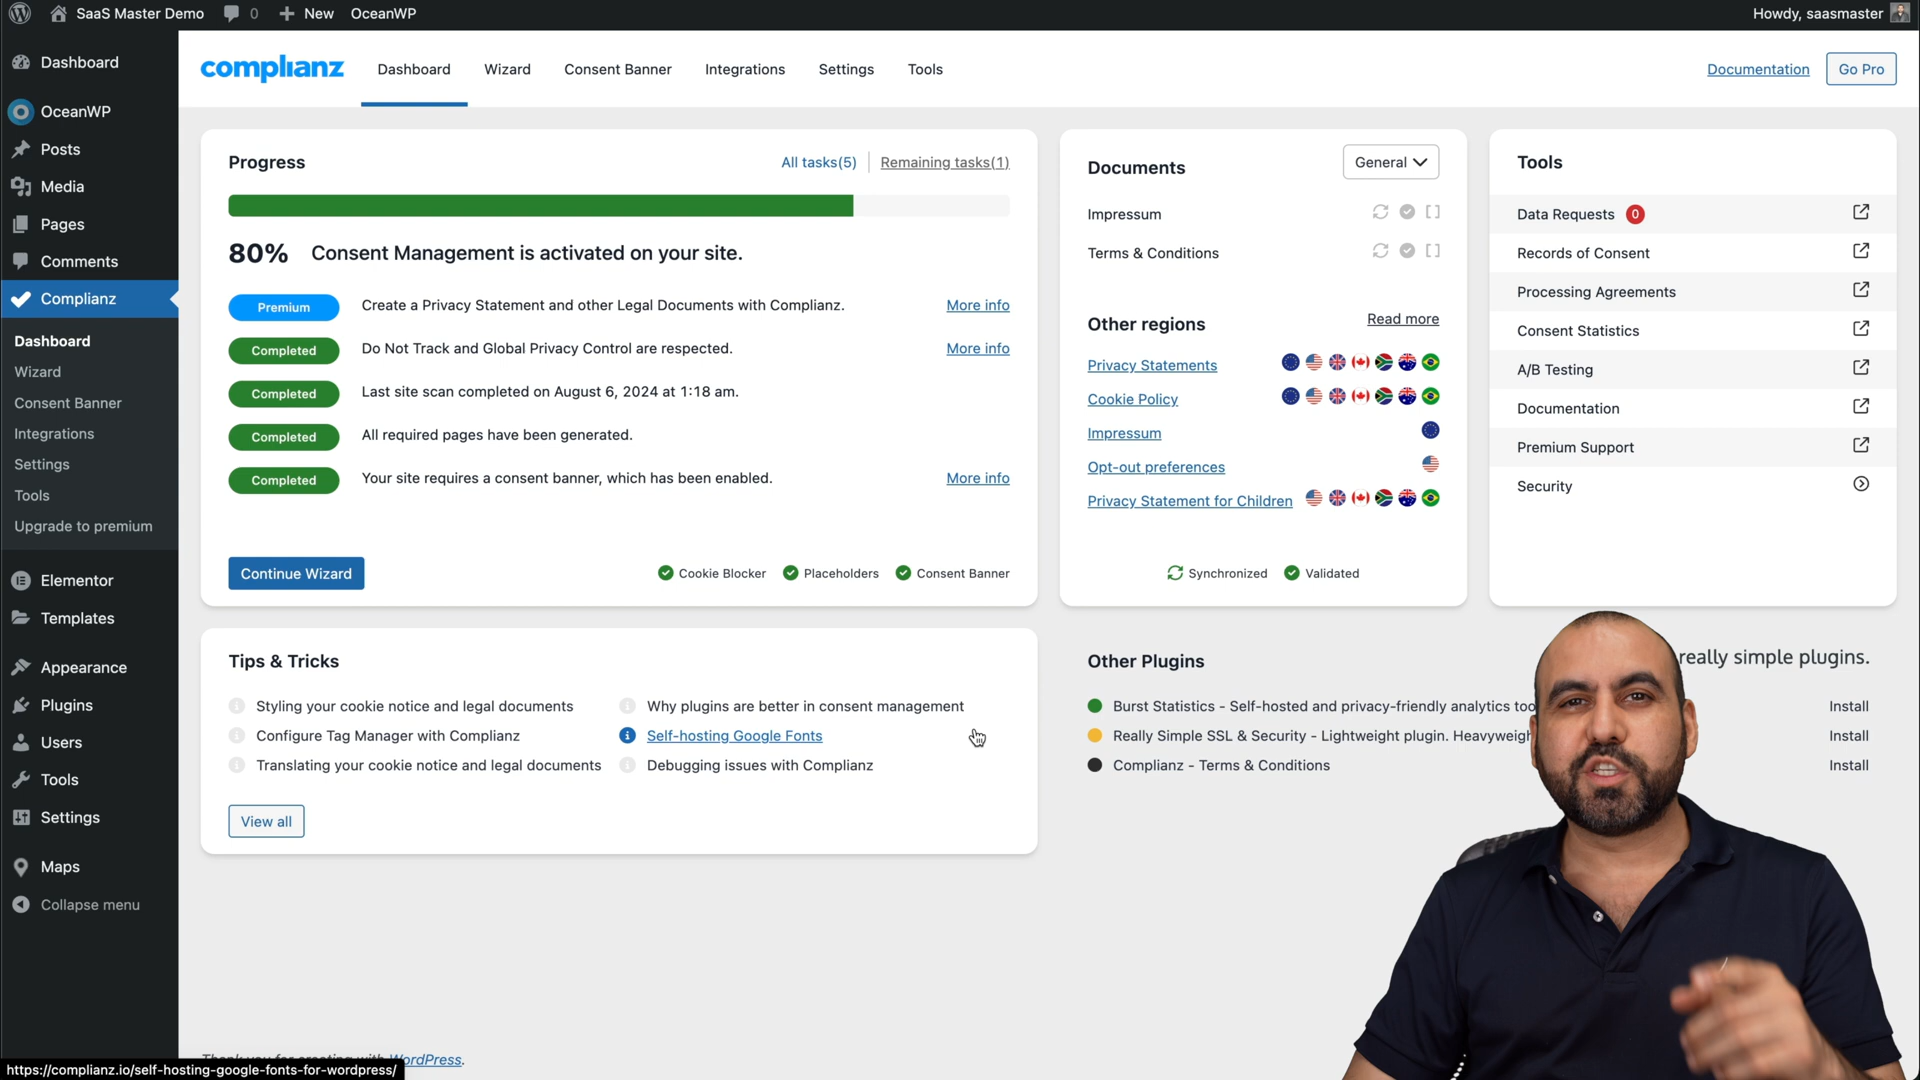 SaaS Master Demo 0 New OceanWP Howdy, saasmaster
Dashboard
OceanWP
Posts
Media
Pages
Comments
Complianz
Dashboard
Wizard
Consent Banner
Integrations
Settings
Tools
Upgrade to premium
Elementor
Templates
Appearance
Plugins
Users
Tools
Settings
Maps
Collapse menu
complianz Dashboard Wizard Consent Banner Integrations Settings Tools Documentation Go Pro
Progress All tasks(5) Remaining tasks(1)
80% Consent Management is activated on your site.
Premium Create a Privacy Statement and other Legal Documents with Complianz. More info
Completed Do Not Track and Global Privacy Control are respected. More info
Completed Last site scan completed on August 6, 2024 at 1:18 am.
Completed All required pages have been generated.
Completed Your site requires a consent banner, which has been enabled. More info
Continue Wizard Cookie Blocker Placeholders Consent Banner
Documents General
Impressum
Terms & Conditions
Other regions Read more
Privacy Statements
Cookie Policy
Impressum
Opt-out preferences
Privacy Statement for Children
Synchronized Validated
Tools
Data Requests 0
Records of Consent
Processing Agreements
Consent Statistics
A/B Testing
Documentation
Premium Support
Security
Tips & Tricks
Styling your cookie notice and legal documents Why plugins are better in consent management
Configure Tag Manager with Complianz Self-hosting Google Fonts
Translating your cookie notice and legal documents Debugging issues with Complianz
View all
Other Plugins really simple plugins.
Burst Statistics - Self-hosted and privacy-friendly analytics too Install
Really Simple SSL & Security - Lightweight plugin. Heavyweigh Install
Complianz - Terms & Conditions Install
Thank you for creating with WordPress.
https://complianz.io/self-hosting-google-fonts-for-wordpress/